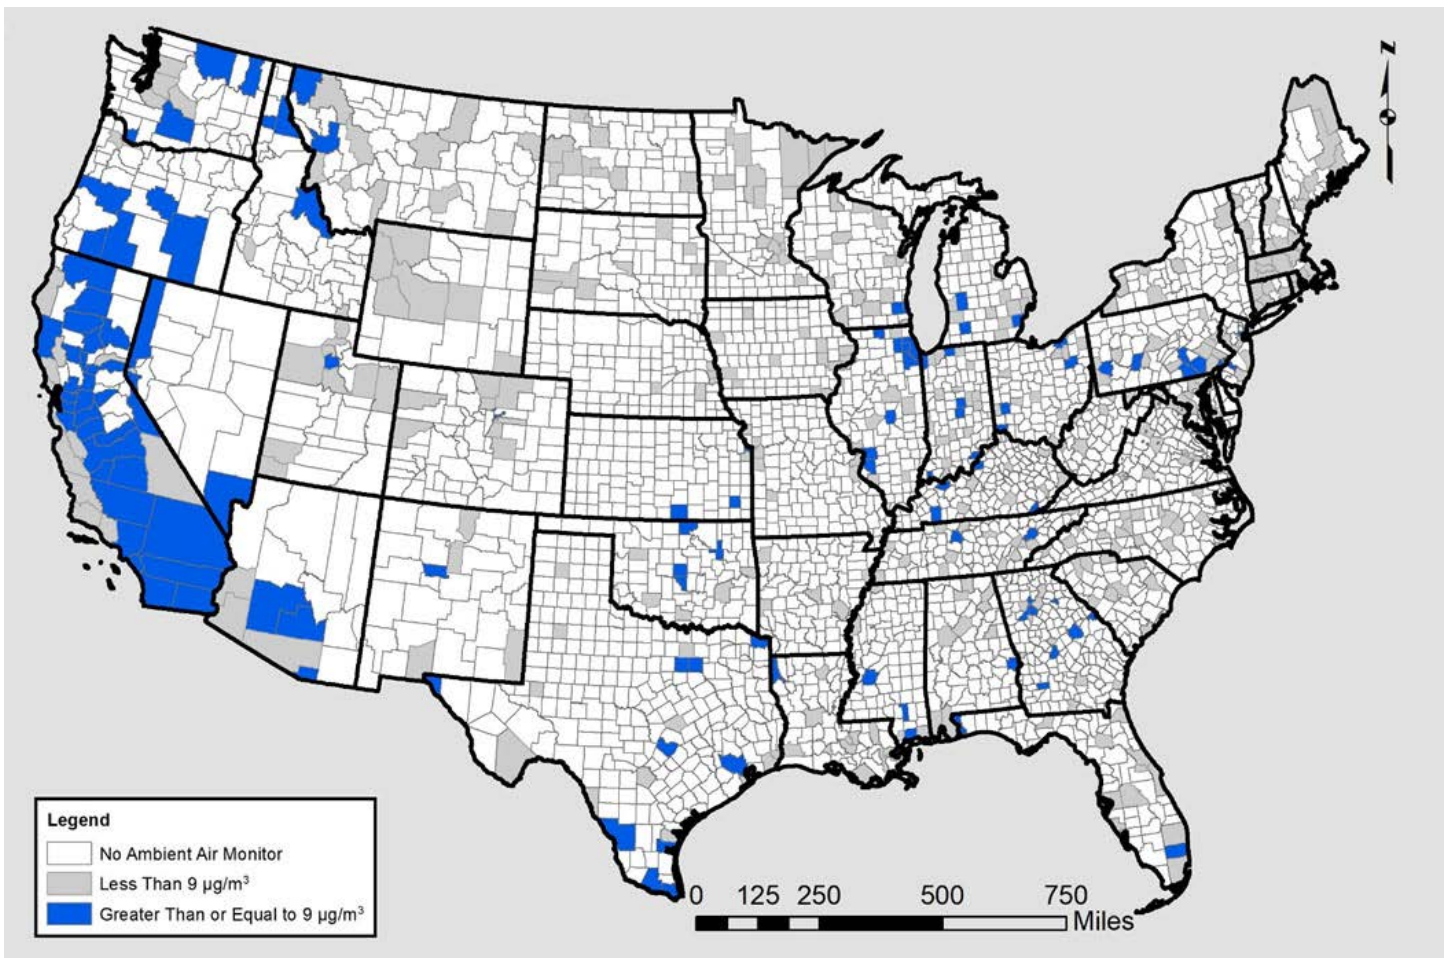 N
Legend
No Ambient Air Monitor
Less Than 9 µg/m³
Greater Than or Equal to 9 µg/m³
0 125 250 500 750
Miles